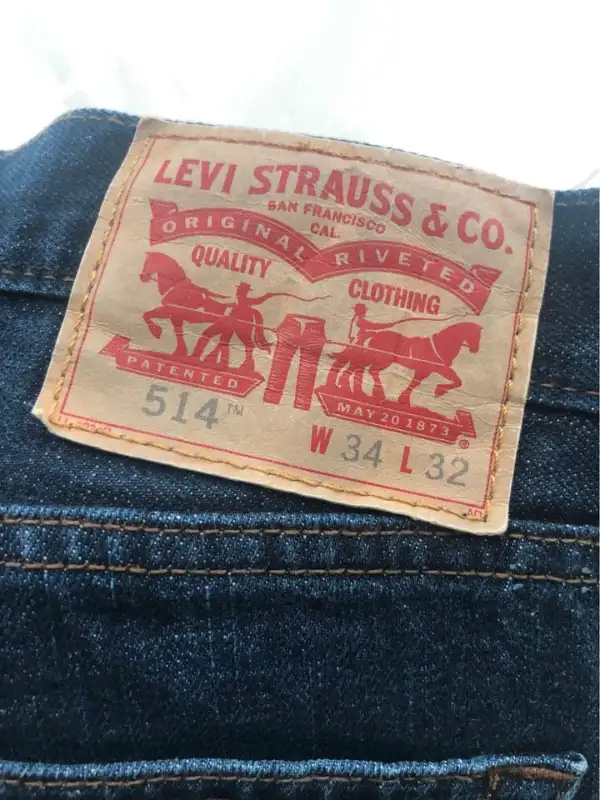 LEVI STRAUSS & CO.
SAN FRANCISCO
CAL.
ORIGINAL RIVETED
QUALITY CLOTHING
PATENTED MAY 20 1873 ®
514™
W 34 L 32